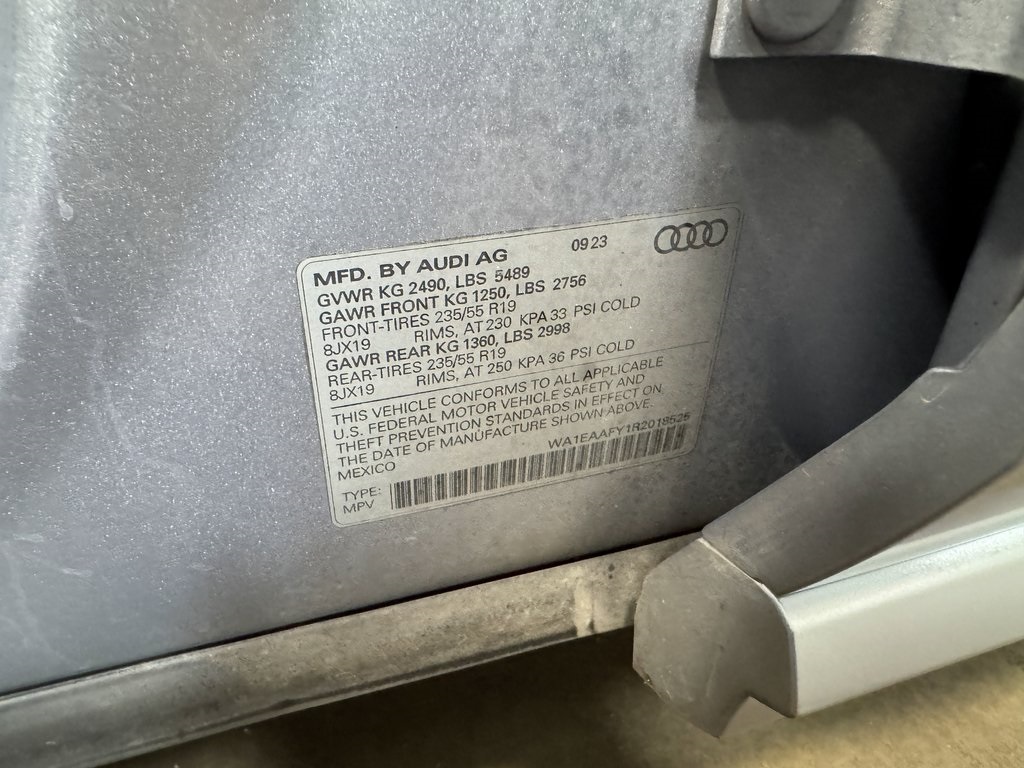 MFD. BY AUDI AG 09 23
GVWR KG 2490, LBS 5489
GAWR FRONT KG 1250, LBS 2756
FRONT-TIRES 235/55 R19
8JX19 RIMS, AT 230 KPA 33 PSI COLD
GAWR REAR KG 1360, LBS 2998
REAR-TIRES 235/55 R19
8JX19 RIMS, AT 250 KPA 36 PSI COLD
THIS VEHICLE CONFORMS TO ALL APPLICABLE
U.S. FEDERAL MOTOR VEHICLE SAFETY AND
THEFT PREVENTION STANDARDS IN EFFECT ON
THE DATE OF MANUFACTURE SHOWN ABOVE.
MEXICO WA1EAAFY1R2018525
TYPE:
MPV